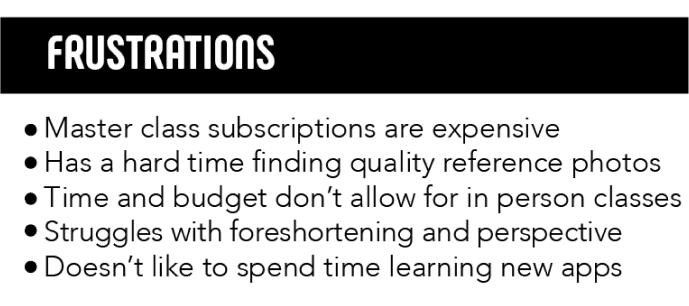 FRUSTRATIONS
● Master class subscriptions are expensive
● Has a hard time finding quality reference photos
● Time and budget don’t allow for in person classes
● Struggles with foreshortening and perspective
● Doesn’t like to spend time learning new apps